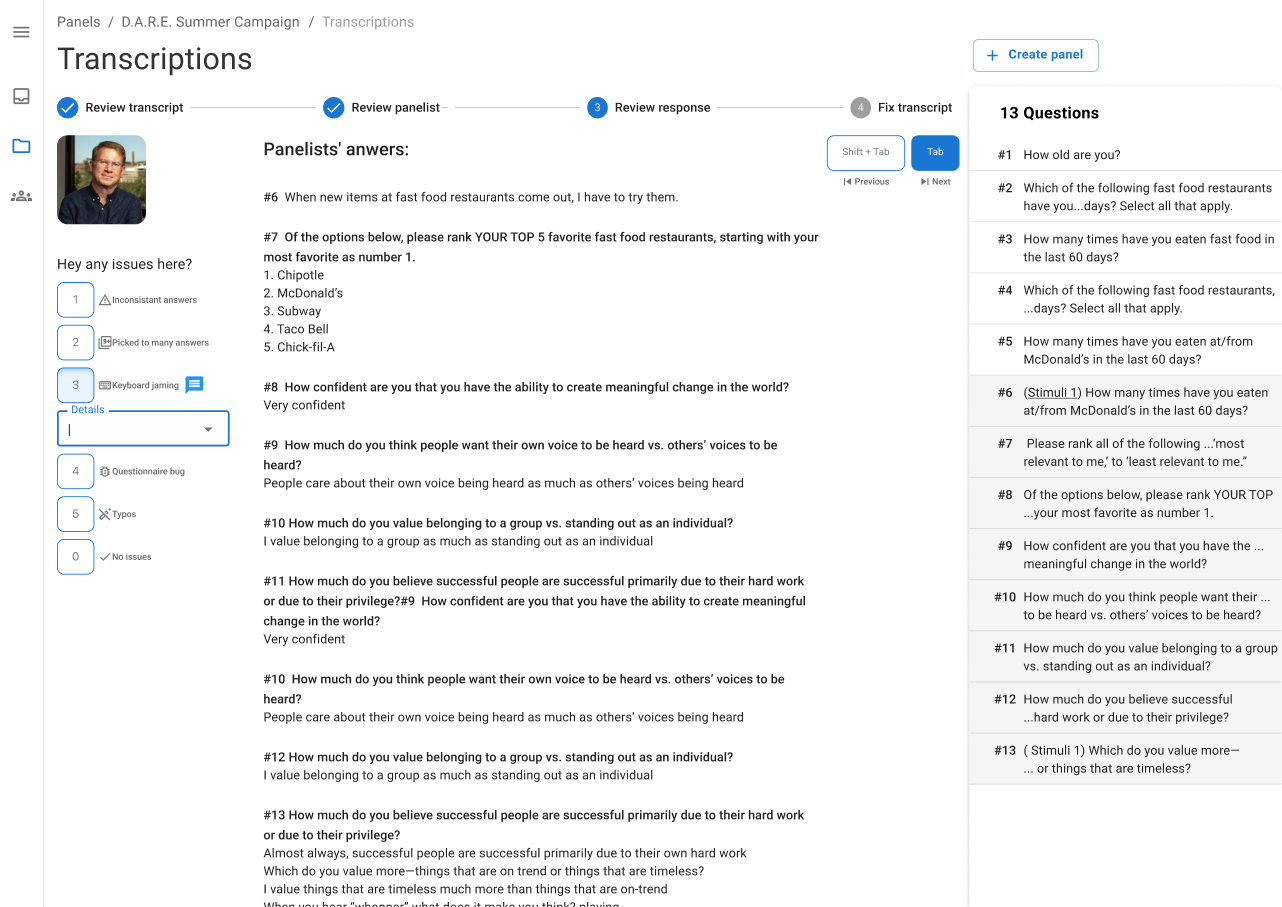 Panels / D.A.R.E. Summer Campaign / Transcriptions
Transcriptions
+ Create panel
Review transcript
Review panelist
3 Review response
4 Fix transcript
Hey any issues here?
1 Inconsistant answers
2 9+ Picked to many answers
3 Keyboard jaming
Details
4 Questionnaire bug
5 Typos
0 No issues
Panelists' anwers:
Shift + Tab
Tab
Previous
Next
#6 When new items at fast food restaurants come out, I have to try them.
#7 Of the options below, please rank YOUR TOP 5 favorite fast food restaurants, starting with your
most favorite as number 1.
1. Chipotle
2. McDonald’s
3. Subway
4. Taco Bell
5. Chick-fil-A
#8 How confident are you that you have the ability to create meaningful change in the world?
Very confident
#9 How much do you think people want their own voice to be heard vs. others’ voices to be
heard?
People care about their own voice being heard as much as others’ voices being heard
#10 How much do you value belonging to a group vs. standing out as an individual?
I value belonging to a group as much as standing out as an individual
#11 How much do you believe successful people are successful primarily due to their hard work
or due to their privilege?#9 How confident are you that you have the ability to create meaningful
change in the world?
Very confident
#10 How much do you think people want their own voice to be heard vs. others’ voices to be
heard?
People care about their own voice being heard as much as others’ voices being heard
#12 How much do you value belonging to a group vs. standing out as an individual?
I value belonging to a group as much as standing out as an individual
#13 How much do you believe successful people are successful primarily due to their hard work
or due to their privilege?
Almost always, successful people are successful primarily due to their own hard work
Which do you value more—things that are on trend or things that are timeless?
I value things that are timeless much more than things that are on-trend
When you hear “whopper” what does it make you think? playing
13 Questions
#1 How old are you?
#2 Which of the following fast food restaurants
have you...days? Select all that apply.
#3 How many times have you eaten fast food in
the last 60 days?
#4 Which of the following fast food restaurants,
...days? Select all that apply.
#5 How many times have you eaten at/from
McDonald’s in the last 60 days?
#6 (Stimuli 1) How many times have you eaten
at/from McDonald’s in the last 60 days?
#7 Please rank all of the following ...‘most
relevant to me,’ to ‘least relevant to me.”
#8 Of the options below, please rank YOUR TOP
...your most favorite as number 1.
#9 How confident are you that you have the ...
meaningful change in the world?
#10 How much do you think people want their ...
to be heard vs. others’ voices to be heard?
#11 How much do you value belonging to a group
vs. standing out as an individual?
#12 How much do you believe successful
...hard work or due to their privilege?
#13 ( Stimuli 1) Which do you value more—
... or things that are timeless?